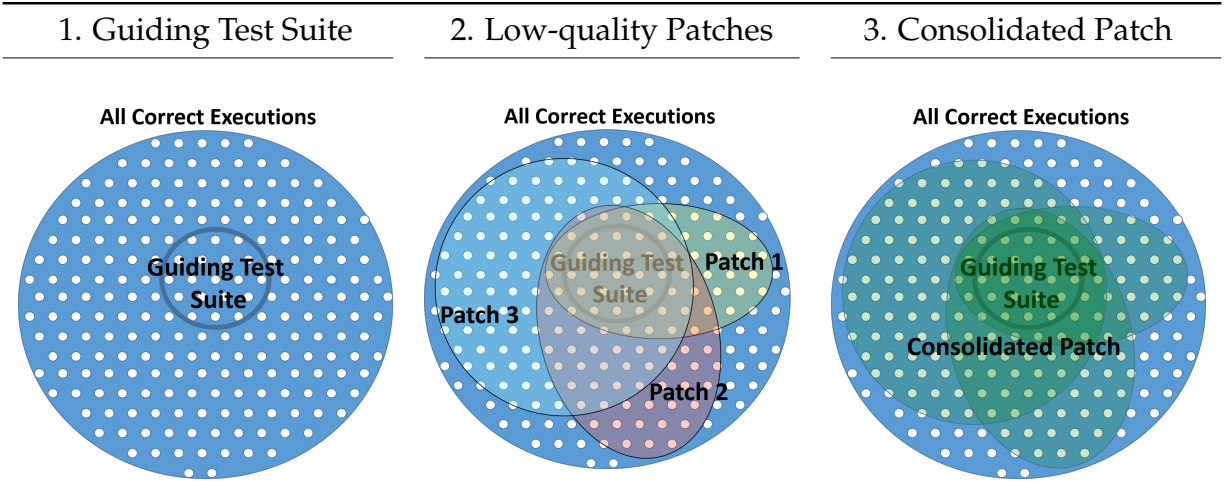 1. Guiding Test Suite
2. Low-quality Patches
3. Consolidated Patch
All Correct Executions
Guiding Test
Suite
All Correct Executions
Guiding Test
Suite
Patch 1
Patch 3
Patch 2
All Correct Executions
Guiding Test
Suite
Consolidated Patch